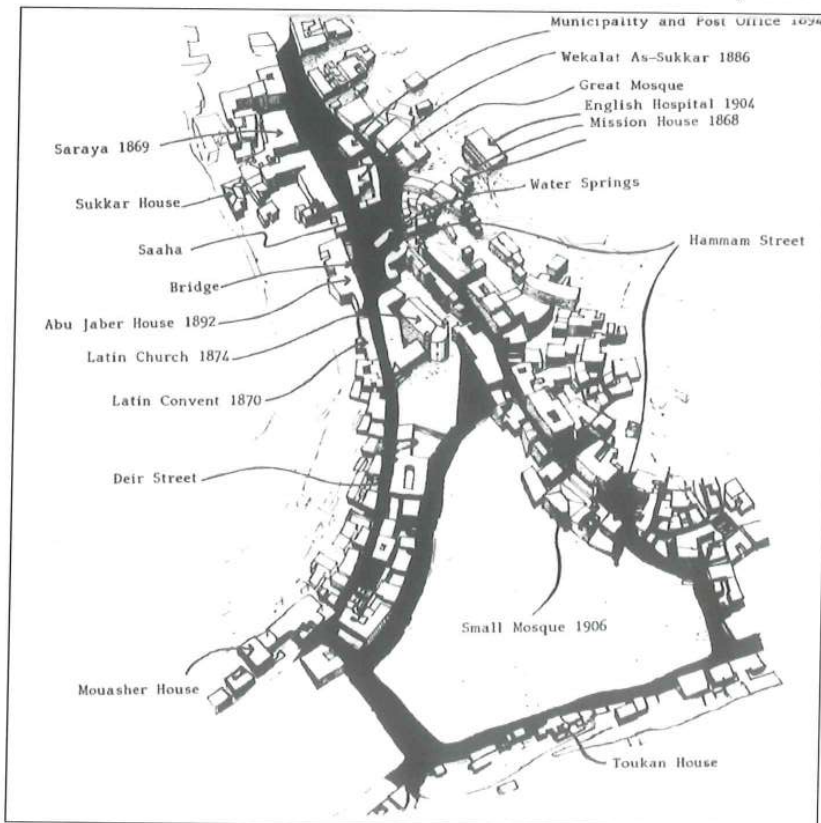 Municipality and Post Office 1894
Wekalat As-Sukkar 1886
Great Mosque
English Hospital 1904
Mission House 1868
Saraya 1869
Water Springs
Sukkar House
Saaha
Hammam Street
Bridge
Abu Jaber House 1892
Latin Church 1874
Latin Convent 1870
Deir Street
Small Mosque 1906
Mouasher House
Toukan House